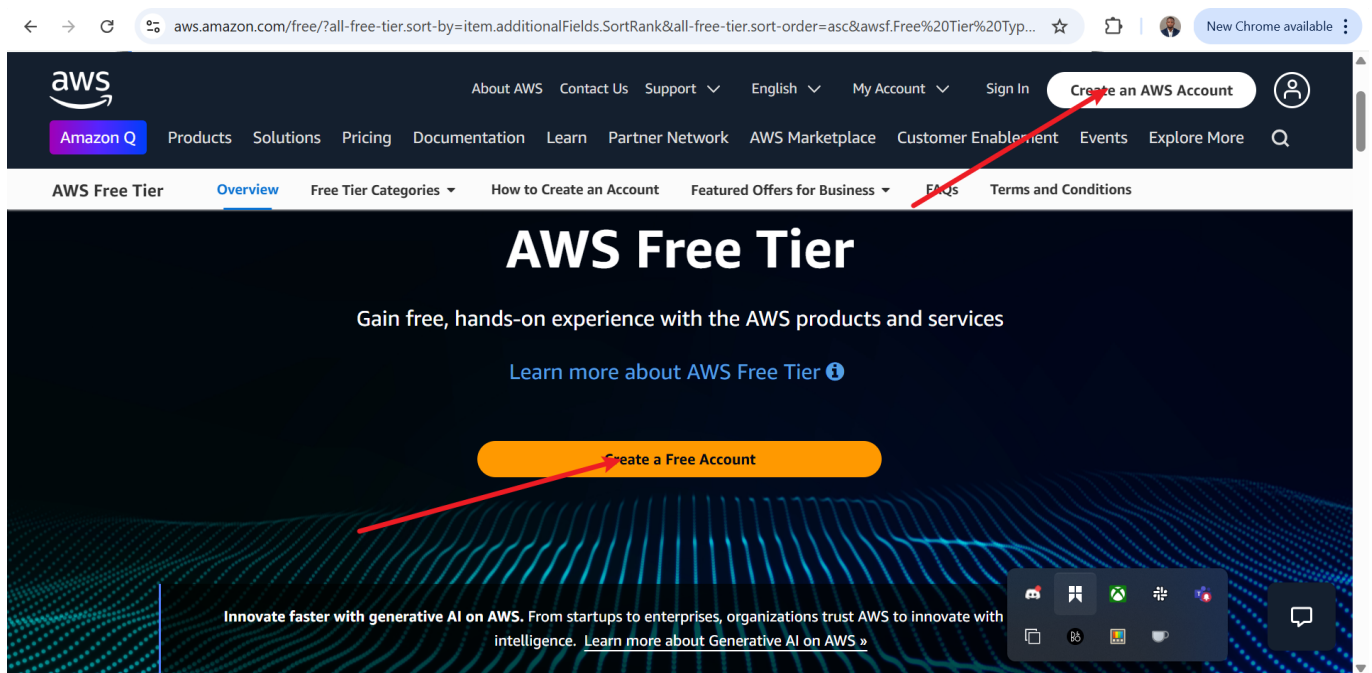 aws.amazon.com/free/?all-free-tier.sort-by=item.additionalFields.SortRank&all-free-tier.sort-order=asc&awsf.Free%20Tier%20Typ...
New Chrome available
aws
About AWS Contact Us Support English My Account Sign In Create an AWS Account
Amazon Q Products Solutions Pricing Documentation Learn Partner Network AWS Marketplace Customer Enablement Events Explore More
AWS Free Tier Overview Free Tier Categories How to Create an Account Featured Offers for Business FAQs Terms and Conditions
AWS Free Tier
Gain free, hands-on experience with the AWS products and services
Learn more about AWS Free Tier
Create a Free Account
Innovate faster with generative AI on AWS. From startups to enterprises, organizations trust AWS to innovate with
intelligence. Learn more about Generative AI on AWS »